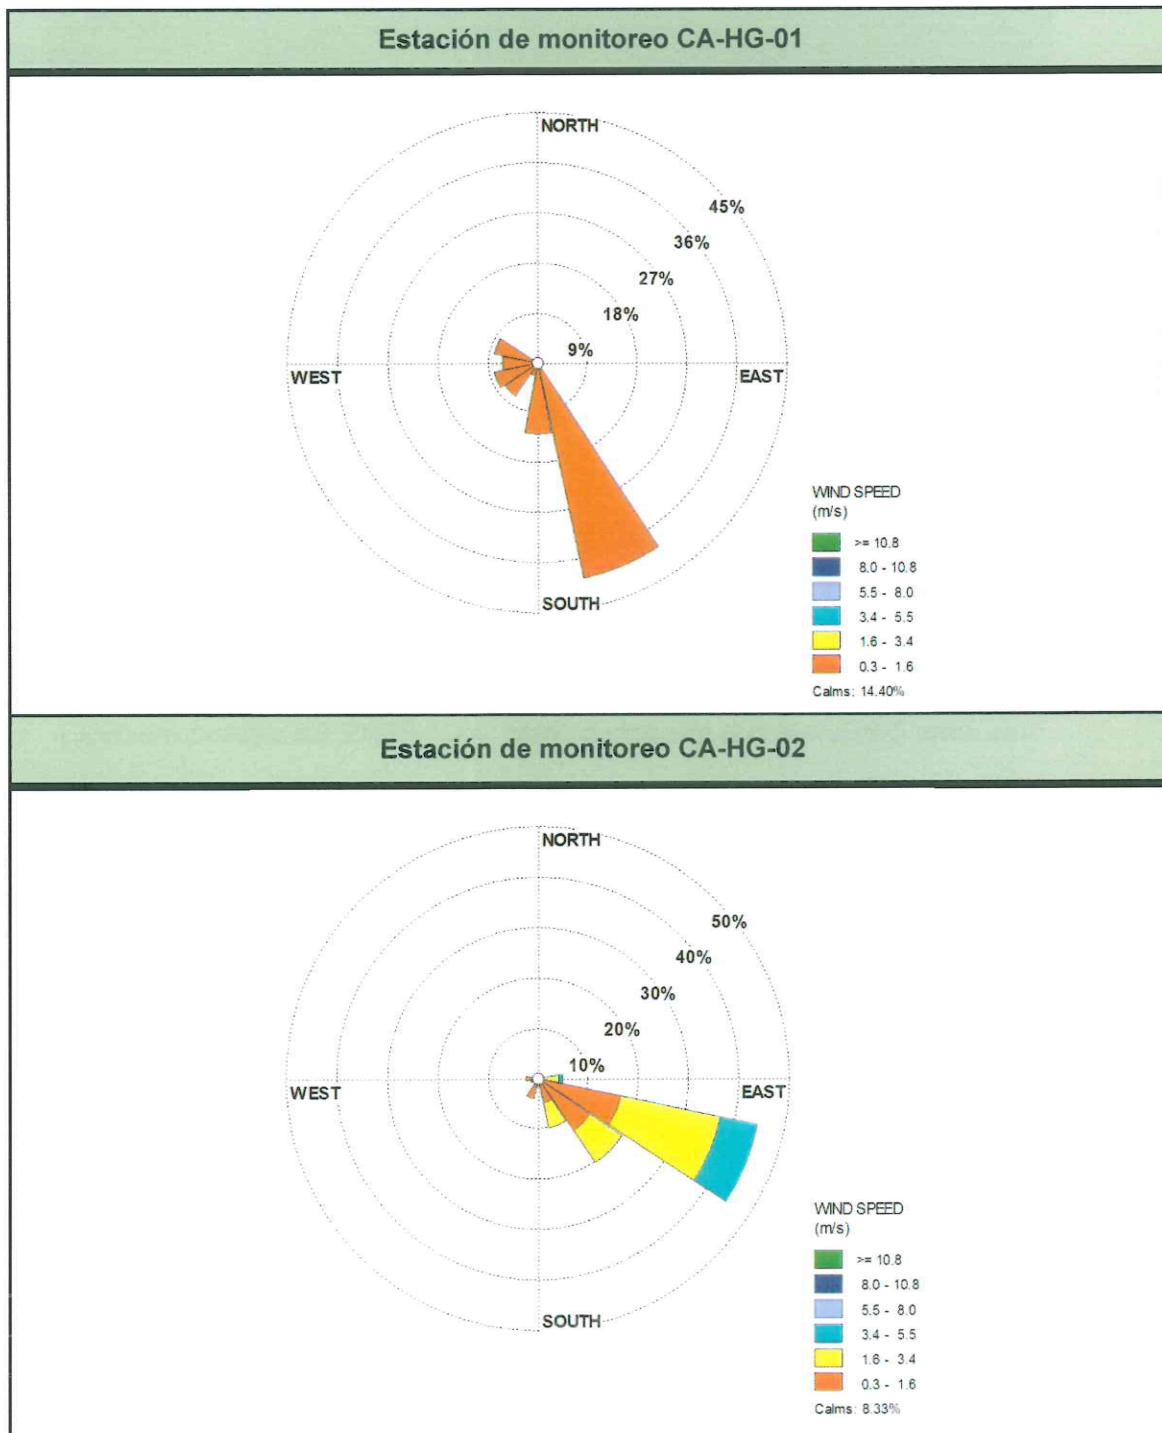 Estación de monitoreo CA-HG-01
NORTH
45%
36%
27%
18%
9%
WEST
EAST
SOUTH
WIND SPEED
(m/s)
>= 10.8
8.0 - 10.8
5.5 - 8.0
3.4 - 5.5
1.6 - 3.4
0.3 - 1.6
Calms: 14.40%
Estación de monitoreo CA-HG-02
NORTH
50%
40%
30%
20%
10%
WEST
EAST
SOUTH
WIND SPEED
(m/s)
>= 10.8
8.0 - 10.8
5.5 - 8.0
3.4 - 5.5
1.6 - 3.4
0.3 - 1.6
Calms: 8.33%